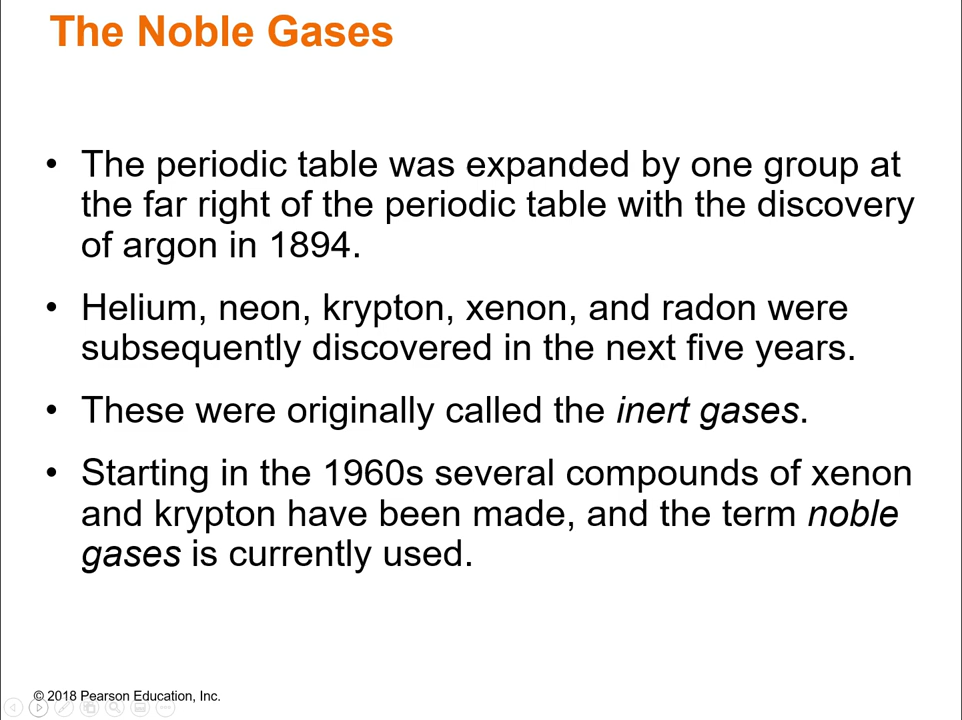 The Noble Gases
• The periodic table was expanded by one group at
the far right of the periodic table with the discovery
of argon in 1894.
• Helium, neon, krypton, xenon, and radon were
subsequently discovered in the next five years.
• These were originally called the inert gases.
• Starting in the 1960s several compounds of xenon
and krypton have been made, and the term noble
gases is currently used.
© 2018 Pearson Education, Inc.